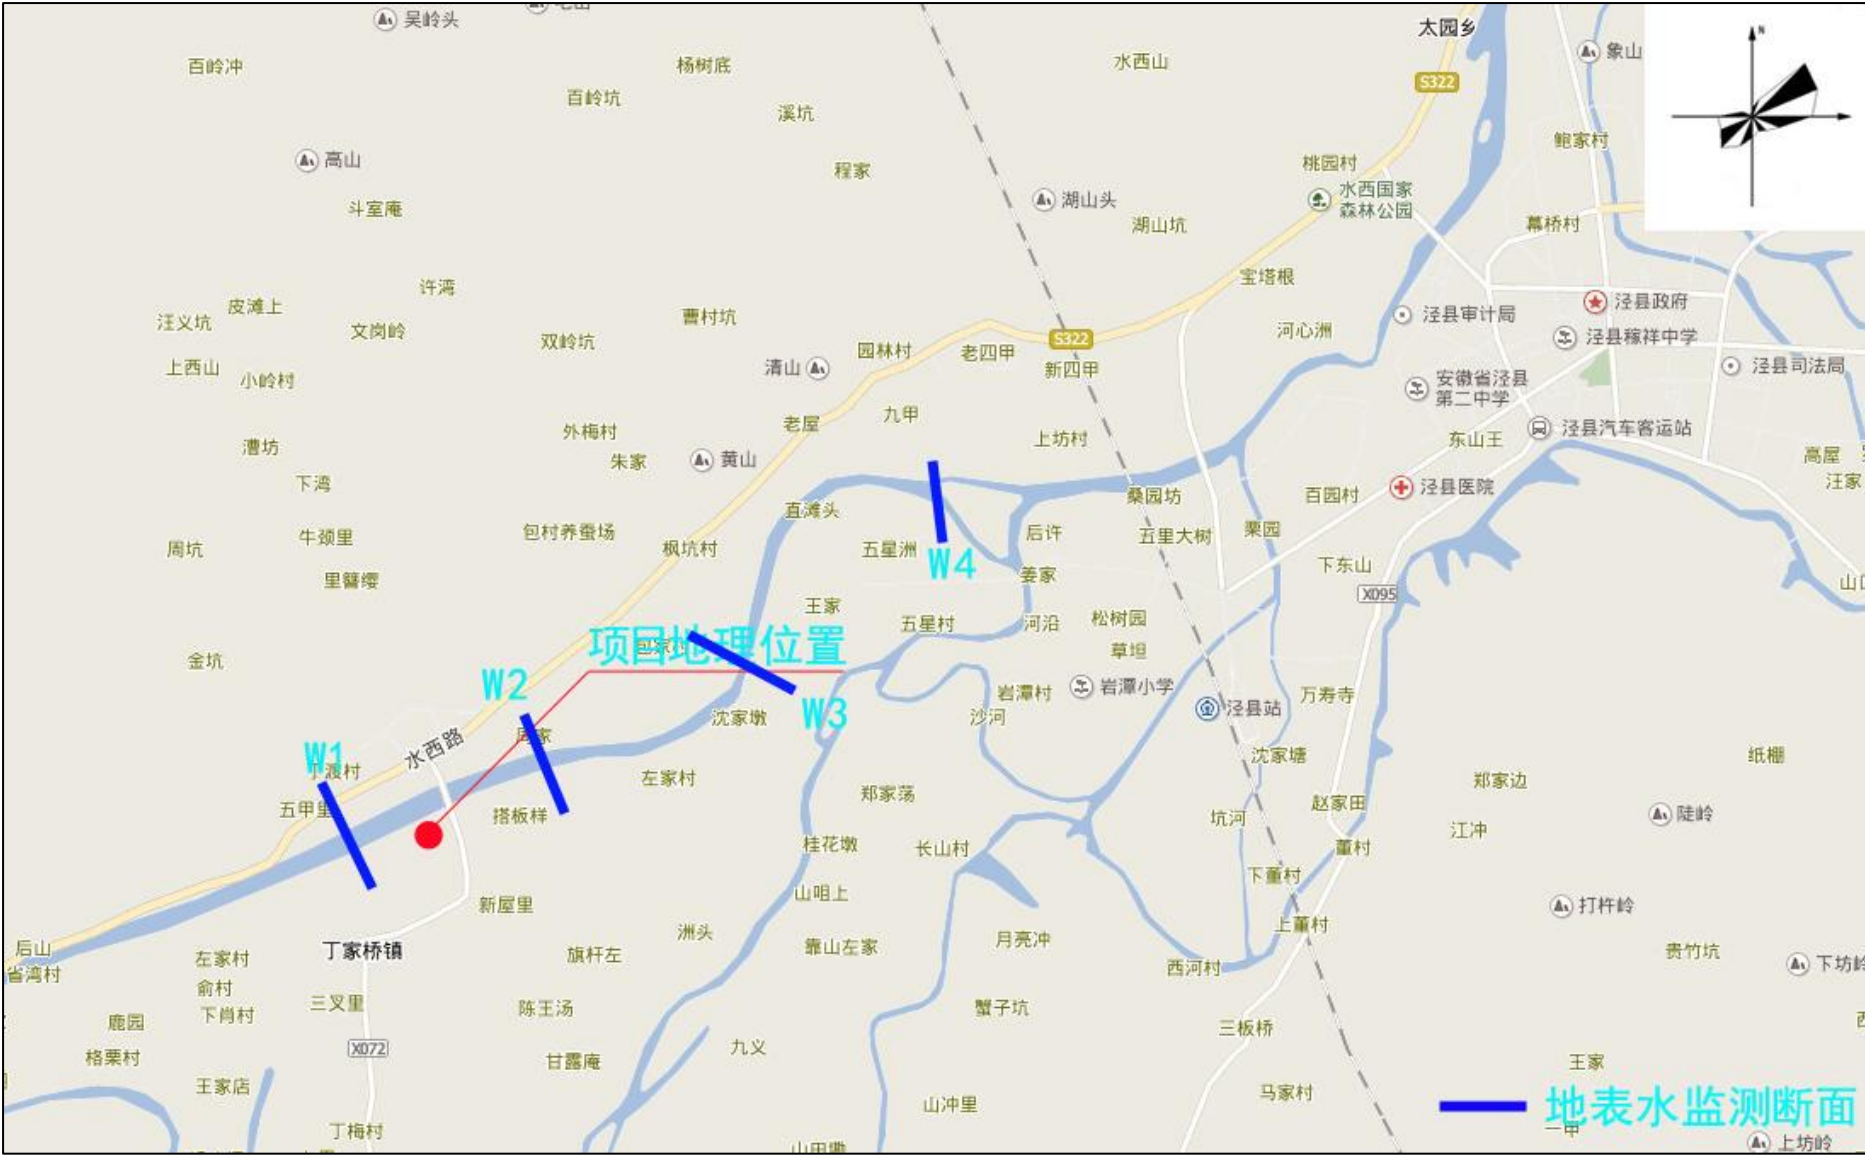 吴岭头
太园乡
N
象山
百岭冲
杨树底
水西山
S322
百岭坑
溪坑
鲍家村
高山
程家
桃园村
水西国家
森林公园
斗室庵
湖山头
湖山坑
幕桥村
许湾
宝塔根
皮滩上
汪义坑
文岗岭
曹村坑
双岭坑
河心洲
泾县审计局
泾县政府
泾县稼祥中学
S322
园林村
老四甲
新四甲
上西山
小岭村
清山
泾县司法局
安徽省泾县
第二中学
九甲
老屋
外梅村
上坊村
泾县汽车客运站
东山王
漕坊
朱家
黄山
高屋
汪家
下湾
直滩头
桑园坊
百园村
泾县医院
牛颈里
包村养蚕场
周坑
枫坑村
五星洲
后许
五里大树
栗园
W4
下东山
里簪缨
姜家
X095
王家
五星村
河沿
松树园
草坦
项目地理位置
金坑
W2
岩潭村
岩潭小学
万寿寺
W3
沈家墩
沙河
泾县站
周家
水西路
W1
丁渡村
左家村
沈家塘
纸棚
郑家荡
郑家边
五甲里
搭板样
坑河
赵家田
陡岭
江冲
桂花墩
长山村
董村
下董村
山咀上
新屋里
打杵岭
洲头
上董村
丁家桥镇
后山
靠山左家
月亮冲
左家村
旗杆左
贵竹坑
省湾村
西河村
下坊岭
俞村
三叉里
下肖村
陈王汤
蟹子坑
鹿园
三板桥
X072
格栗村
九义
甘露庵
王家
王家店
马家村
山冲里
地表水监测断面
丁梅村
一甲
上坊岭